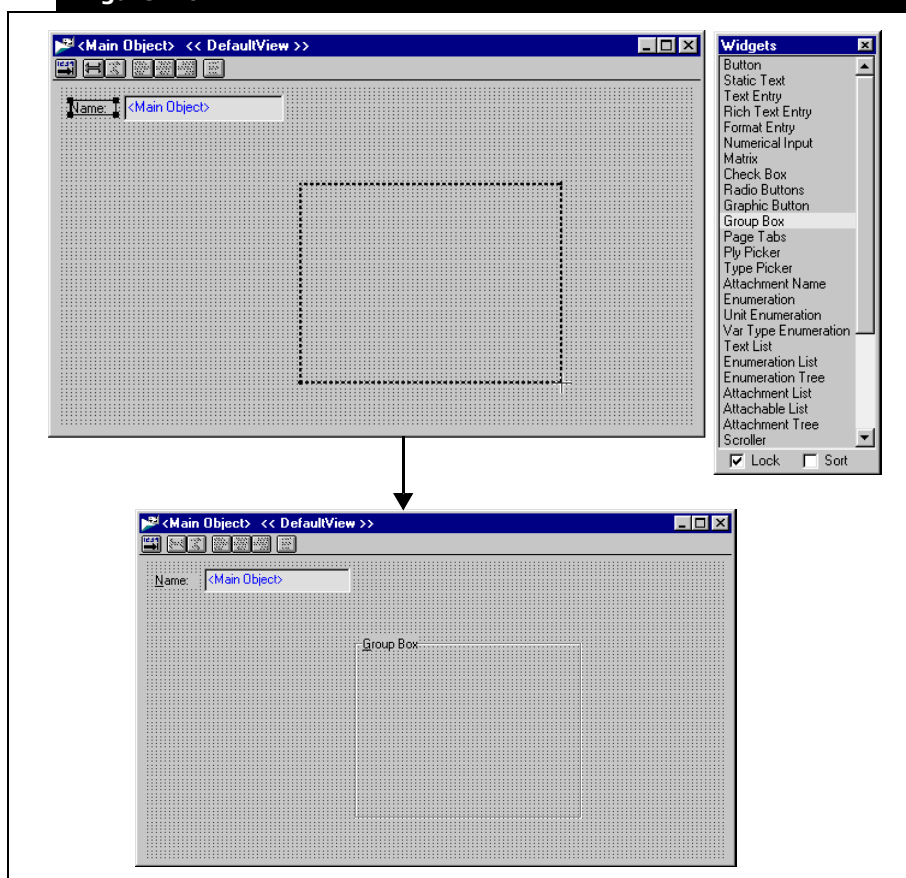 <Main Object> << DefaultView >>
Name: <Main Object>
Widgets
Button
Static Text
Text Entry
Rich Text Entry
Format Entry
Numerical Input
Matrix
Check Box
Radio Buttons
Graphic Button
Group Box
Page Tabs
Ply Picker
Type Picker
Attachment Name
Enumeration
Unit Enumeration
Var Type Enumeration
Text List
Enumeration List
Enumeration Tree
Attachment List
Attachable List
Attachment Tree
Scroller
Lock Sort
<Main Object> << DefaultView >>
Name: <Main Object>
Group Box